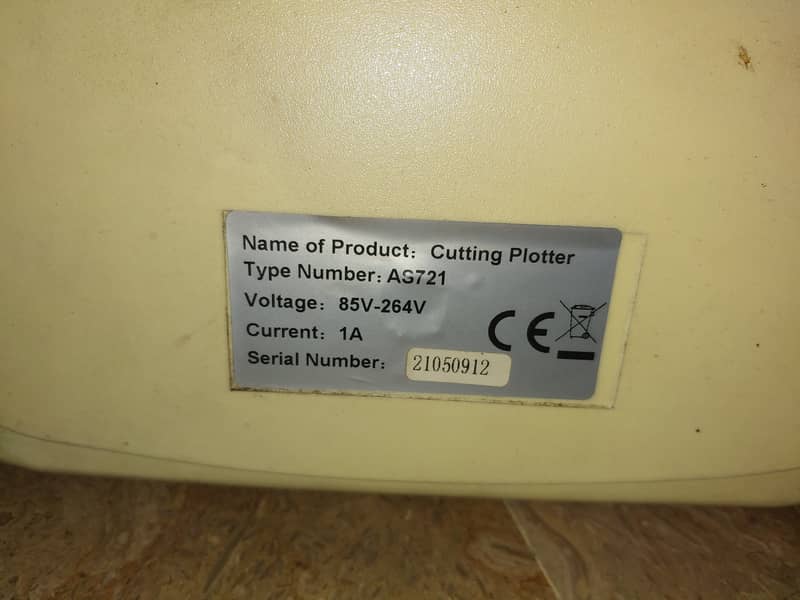 Name of Product: Cutting Plotter
Type Number: AS721
Voltage: 85V-264V
Current: 1A
CE
Serial Number: 21050912